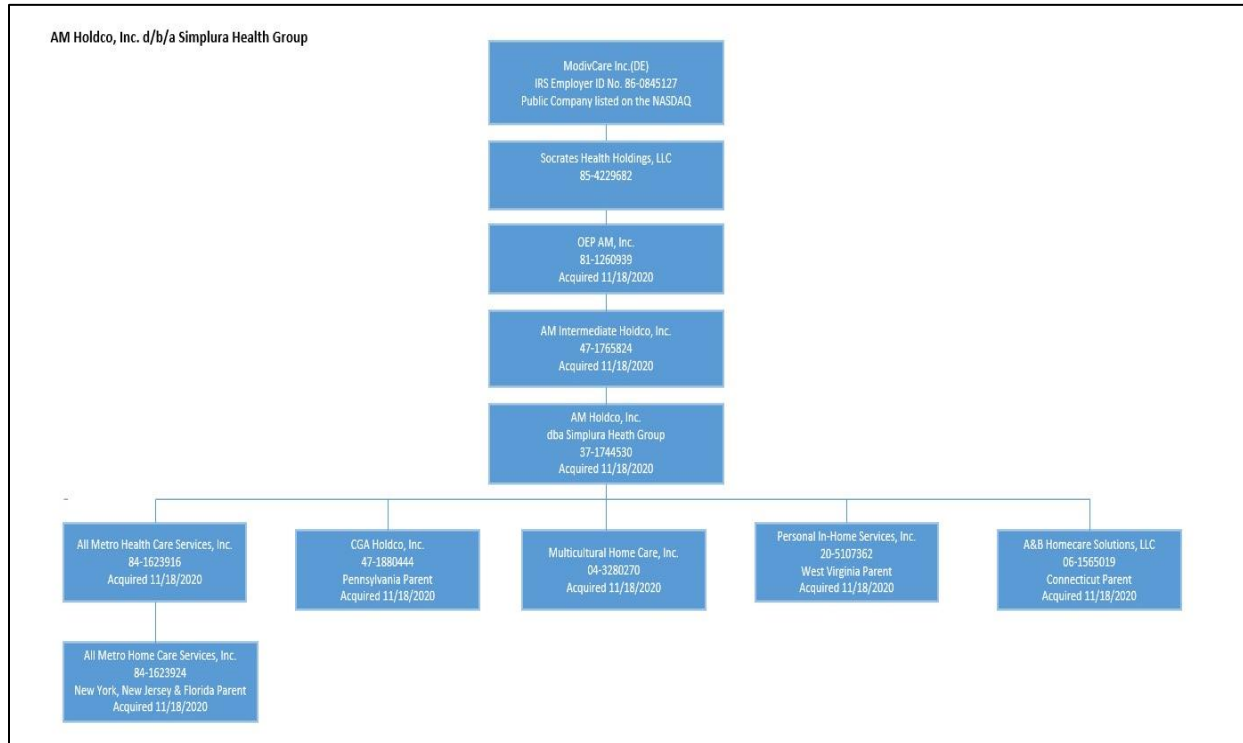 AM Holdco, Inc. d/b/a Simplura Health Group
ModivCare Inc.(DE)
IRS Employer ID No. 86-0845127
Public Company listed on the NASDAQ
Socrates Health Holdings, LLC
85-4229682
OEP AM, Inc.
81-1260939
Acquired 11/18/2020
AM Intermediate Holdco, Inc.
47-1765824
Acquired 11/18/2020
AM Holdco, Inc.
dba Simplura Heath Group
37-1744530
Acquired 11/18/2020
All Metro Health Care Services, Inc.
84-1623916
Acquired 11/18/2020
CGA Holdco, Inc.
47-1880444
Pennsylvania Parent
Acquired 11/18/2020
Multicultural Home Care, Inc.
04-3280270
Acquired 11/18/2020
Personal In-Home Services, Inc.
20-5107362
West Virginia Parent
Acquired 11/18/2020
A&B Homecare Solutions, LLC
06-1565019
Connecticut Parent
Acquired 11/18/2020
All Metro Home Care Services, Inc.
84-1623924
New York, New Jersey & Florida Parent
Acquired 11/18/2020